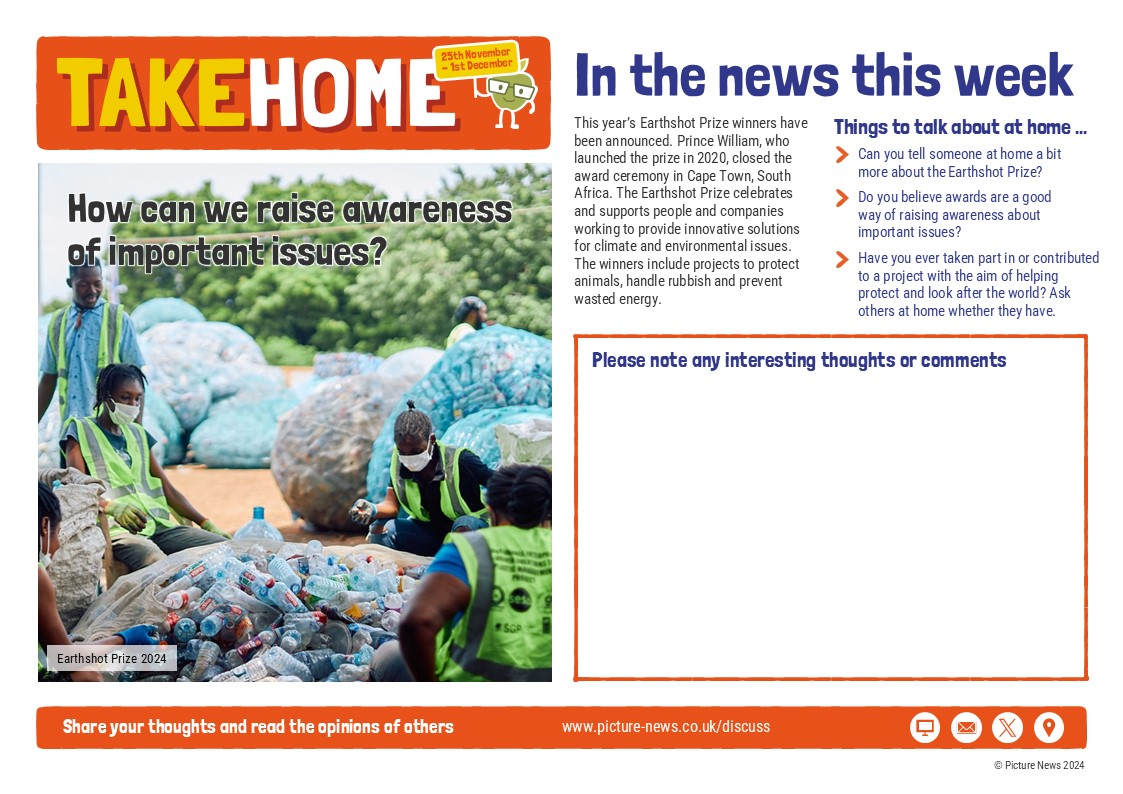 TAKEHOME
25th November
– 1st December
How can we raise awareness
of important issues?
Earthshot Prize 2024
In the news this week
This year’s Earthshot Prize winners have
been announced. Prince William, who
launched the prize in 2020, closed the
award ceremony in Cape Town, South
Africa. The Earthshot Prize celebrates
and supports people and companies
working to provide innovative solutions
for climate and environmental issues.
The winners include projects to protect
animals, handle rubbish and prevent
wasted energy.
Things to talk about at home ...
Can you tell someone at home a bit
more about the Earthshot Prize?
Do you believe awards are a good
way of raising awareness about
important issues?
Have you ever taken part in or contributed
to a project with the aim of helping
protect and look after the world? Ask
others at home whether they have.
Please note any interesting thoughts or comments
Share your thoughts and read the opinions of others
www.picture-news.co.uk/discuss
© Picture News 2024